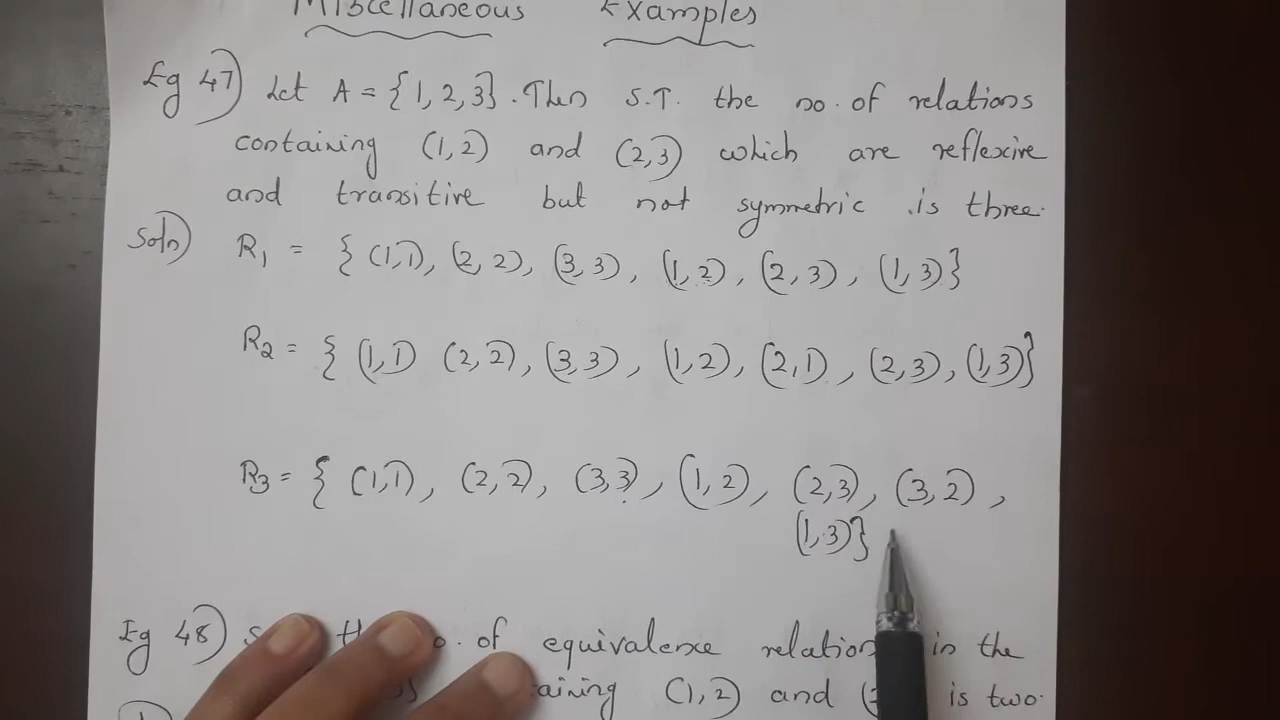 Miscellaneous Examples
Eg 47) Let A = {1, 2, 3}. Then S.T. the no. of relations
containing (1, 2) and (2, 3) which are reflexive
and transitive but not symmetric is three.
Soln) R₁ = { (1,1), (2, 2), (3, 3), (1, 2), (2, 3), (1, 3)}
R₂ = { (1,1) (2, 2), (3, 3), (1, 2), (2, 1), (2, 3), (1, 3)}
R₃ = { (1,1), (2, 2), (3, 3), (1, 2), (2, 3), (3, 2),
(1, 3)}
Eg 48) of equivalence relation in the
(1, 2) and is two.